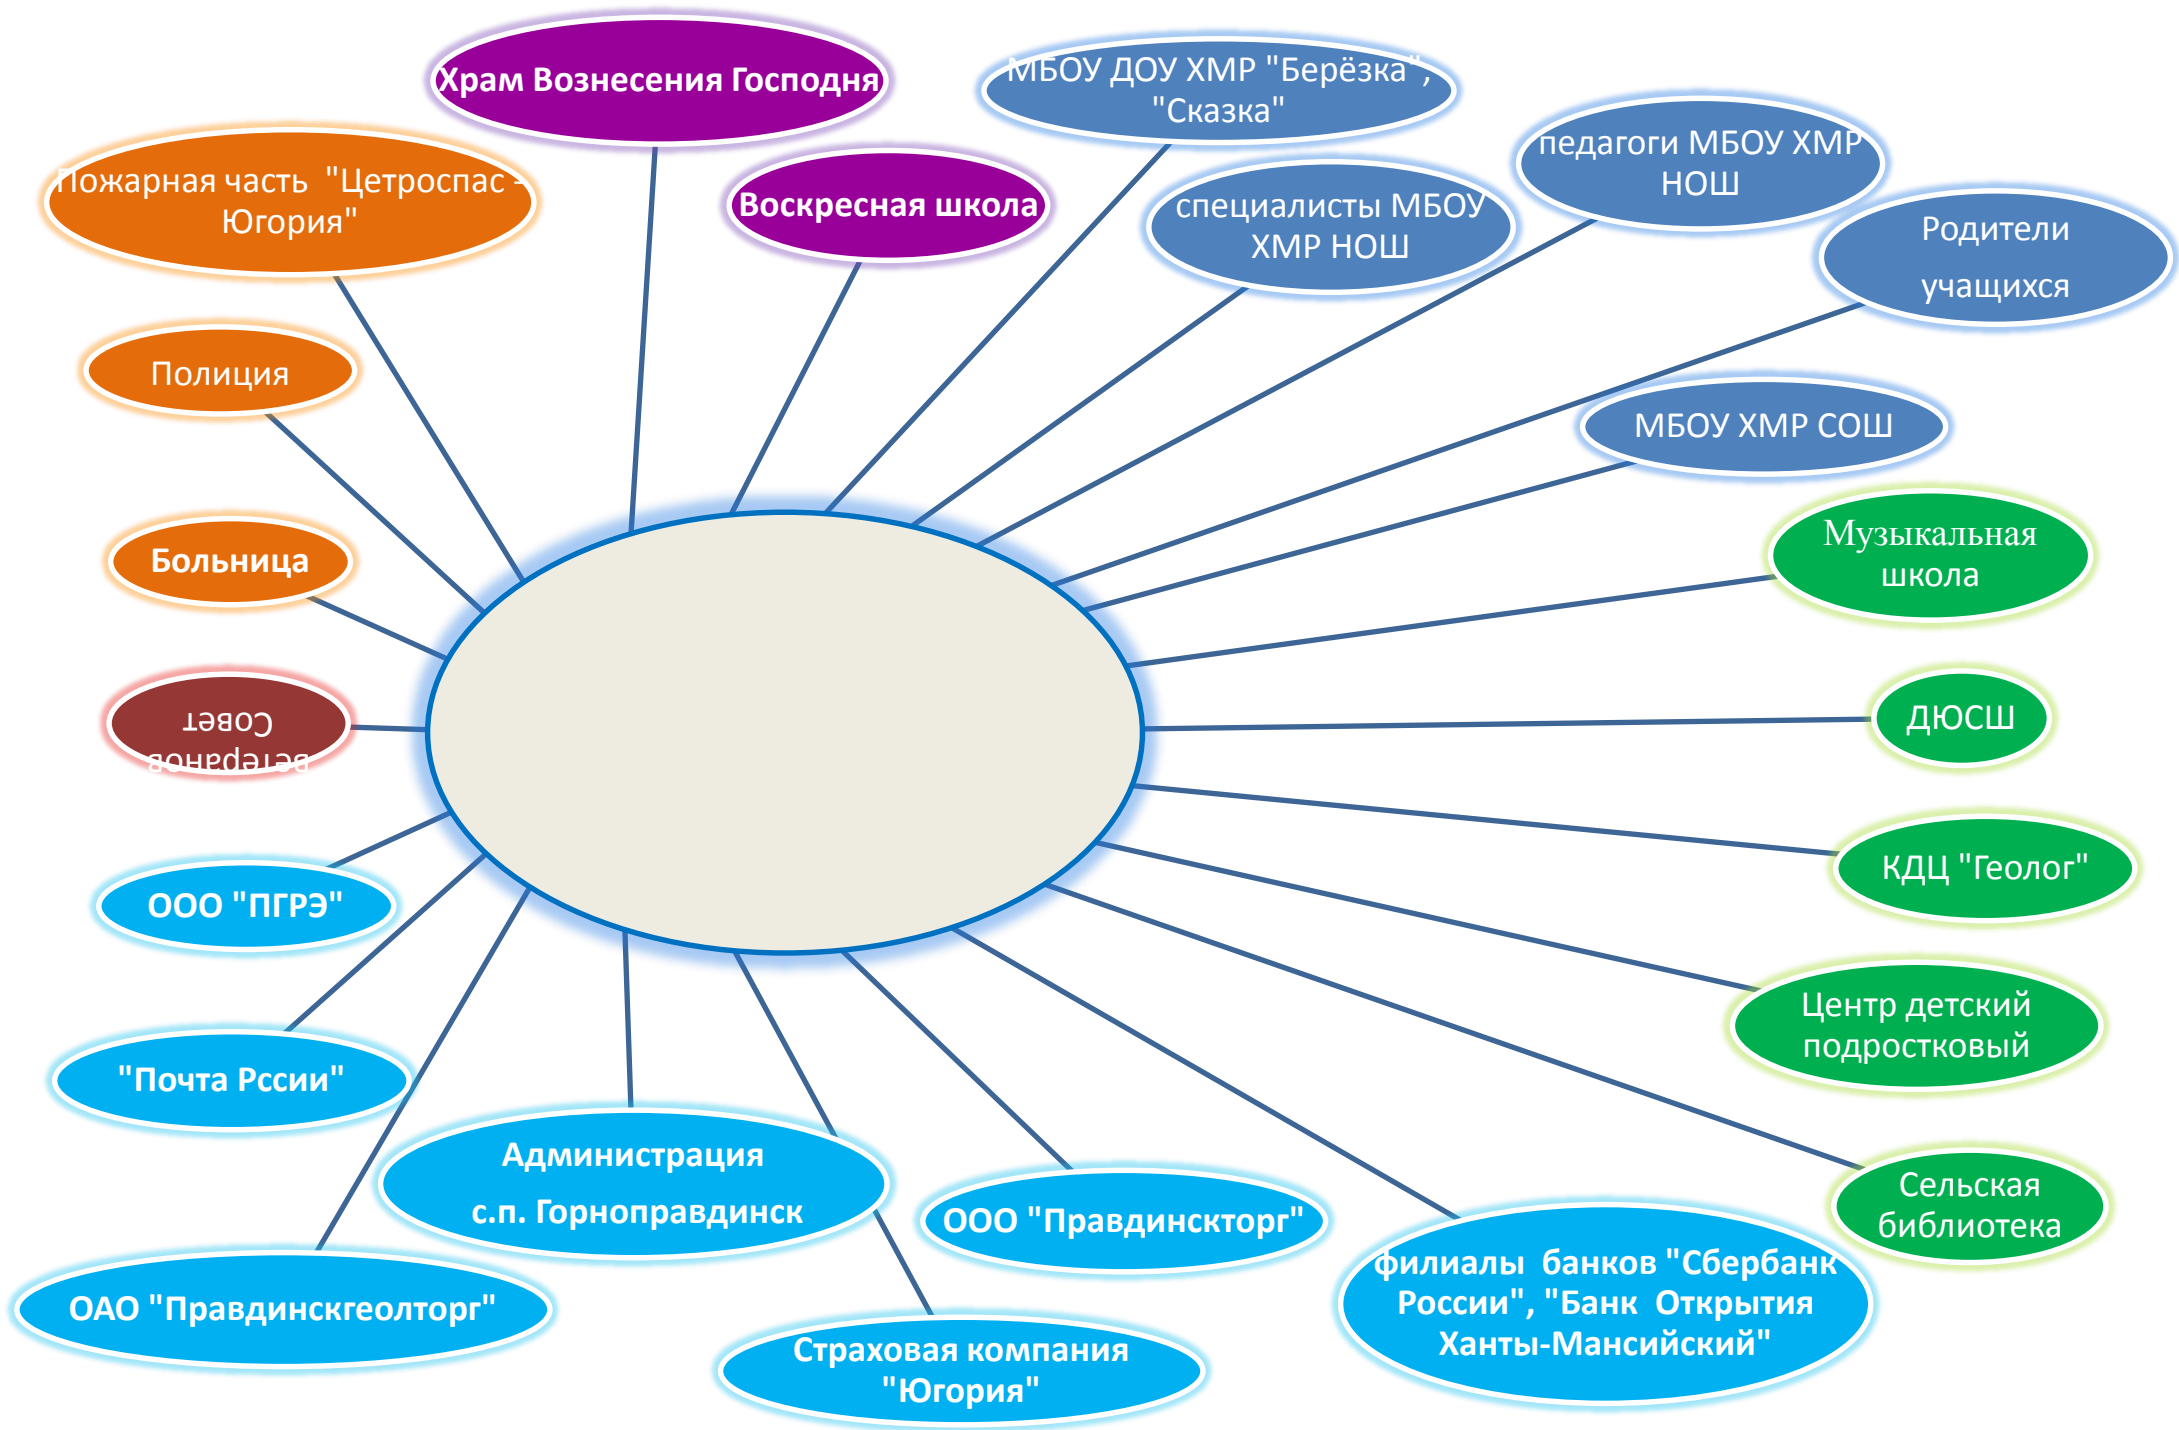 Храм Вознесения Господня
МБОУ ДОУ ХМР "Берёзка",
"Сказка"
педагоги МБОУ ХМР
НОШ
Пожарная часть "Цетроспас -
Югория"
Воскресная школа
специалисты МБОУ
ХМР НОШ
Родители
учащихся
Полиция
МБОУ ХМР СОШ
Больница
Музыкальная
школа
Совет
ветеранов
ДЮСШ
ООО "ПГРЭ"
КДЦ "Геолог"
"Почта Рссии"
Центр детский
подростковый
Администрация
с.п. Горноправдинск
ООО "Правдинскторг"
Сельская
библиотека
ОАО "Правдинскгеолторг"
филиалы банков "Сбербанк
России", "Банк Открытия
Ханты-Мансийский"
Страховая компания
"Югория"